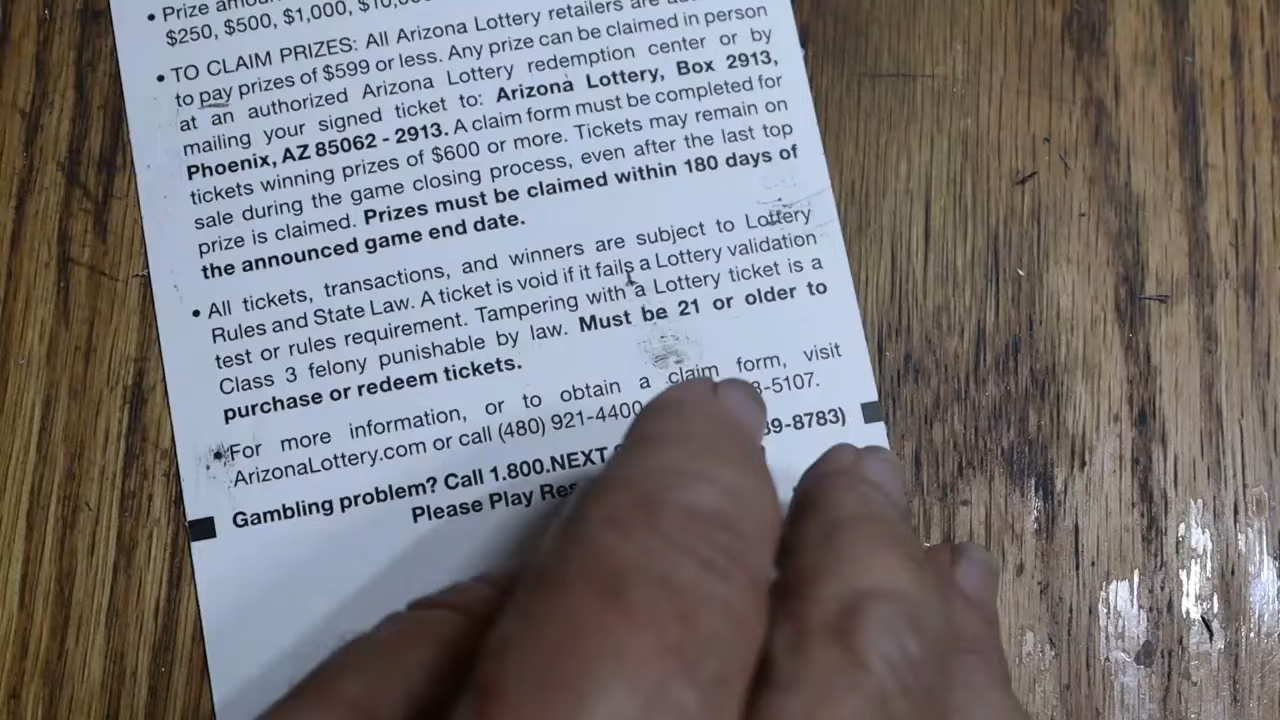 • Prize
$250, $500, $1,000,
• TO CLAIM PRIZES: All Arizona Lottery retailers are
to pay prizes of $599 or less. Any prize can be claimed in person
at an authorized Arizona Lottery redemption center or by
mailing your signed ticket to: Arizona Lottery, Box 2913,
Phoenix, AZ 85062 - 2913. A claim form must be completed for
tickets winning prizes of $600 or more. Tickets may remain on
sale during the game closing process, even after the last top
prize is claimed. Prizes must be claimed within 180 days of
the announced game end date.
• All tickets, transactions, and winners are subject to Lottery
Rules and State Law. A ticket is void if it fails a Lottery validation
test or rules requirement. Tampering with a Lottery ticket is a
Class 3 felony punishable by law. Must be 21 or older to
purchase or redeem tickets.
• For more information, or to obtain a claim form, visit
ArizonaLottery.com or call (480) 921-4400 -5107.
Gambling problem? Call 1.800.NEXT 39-8783)
Please Play